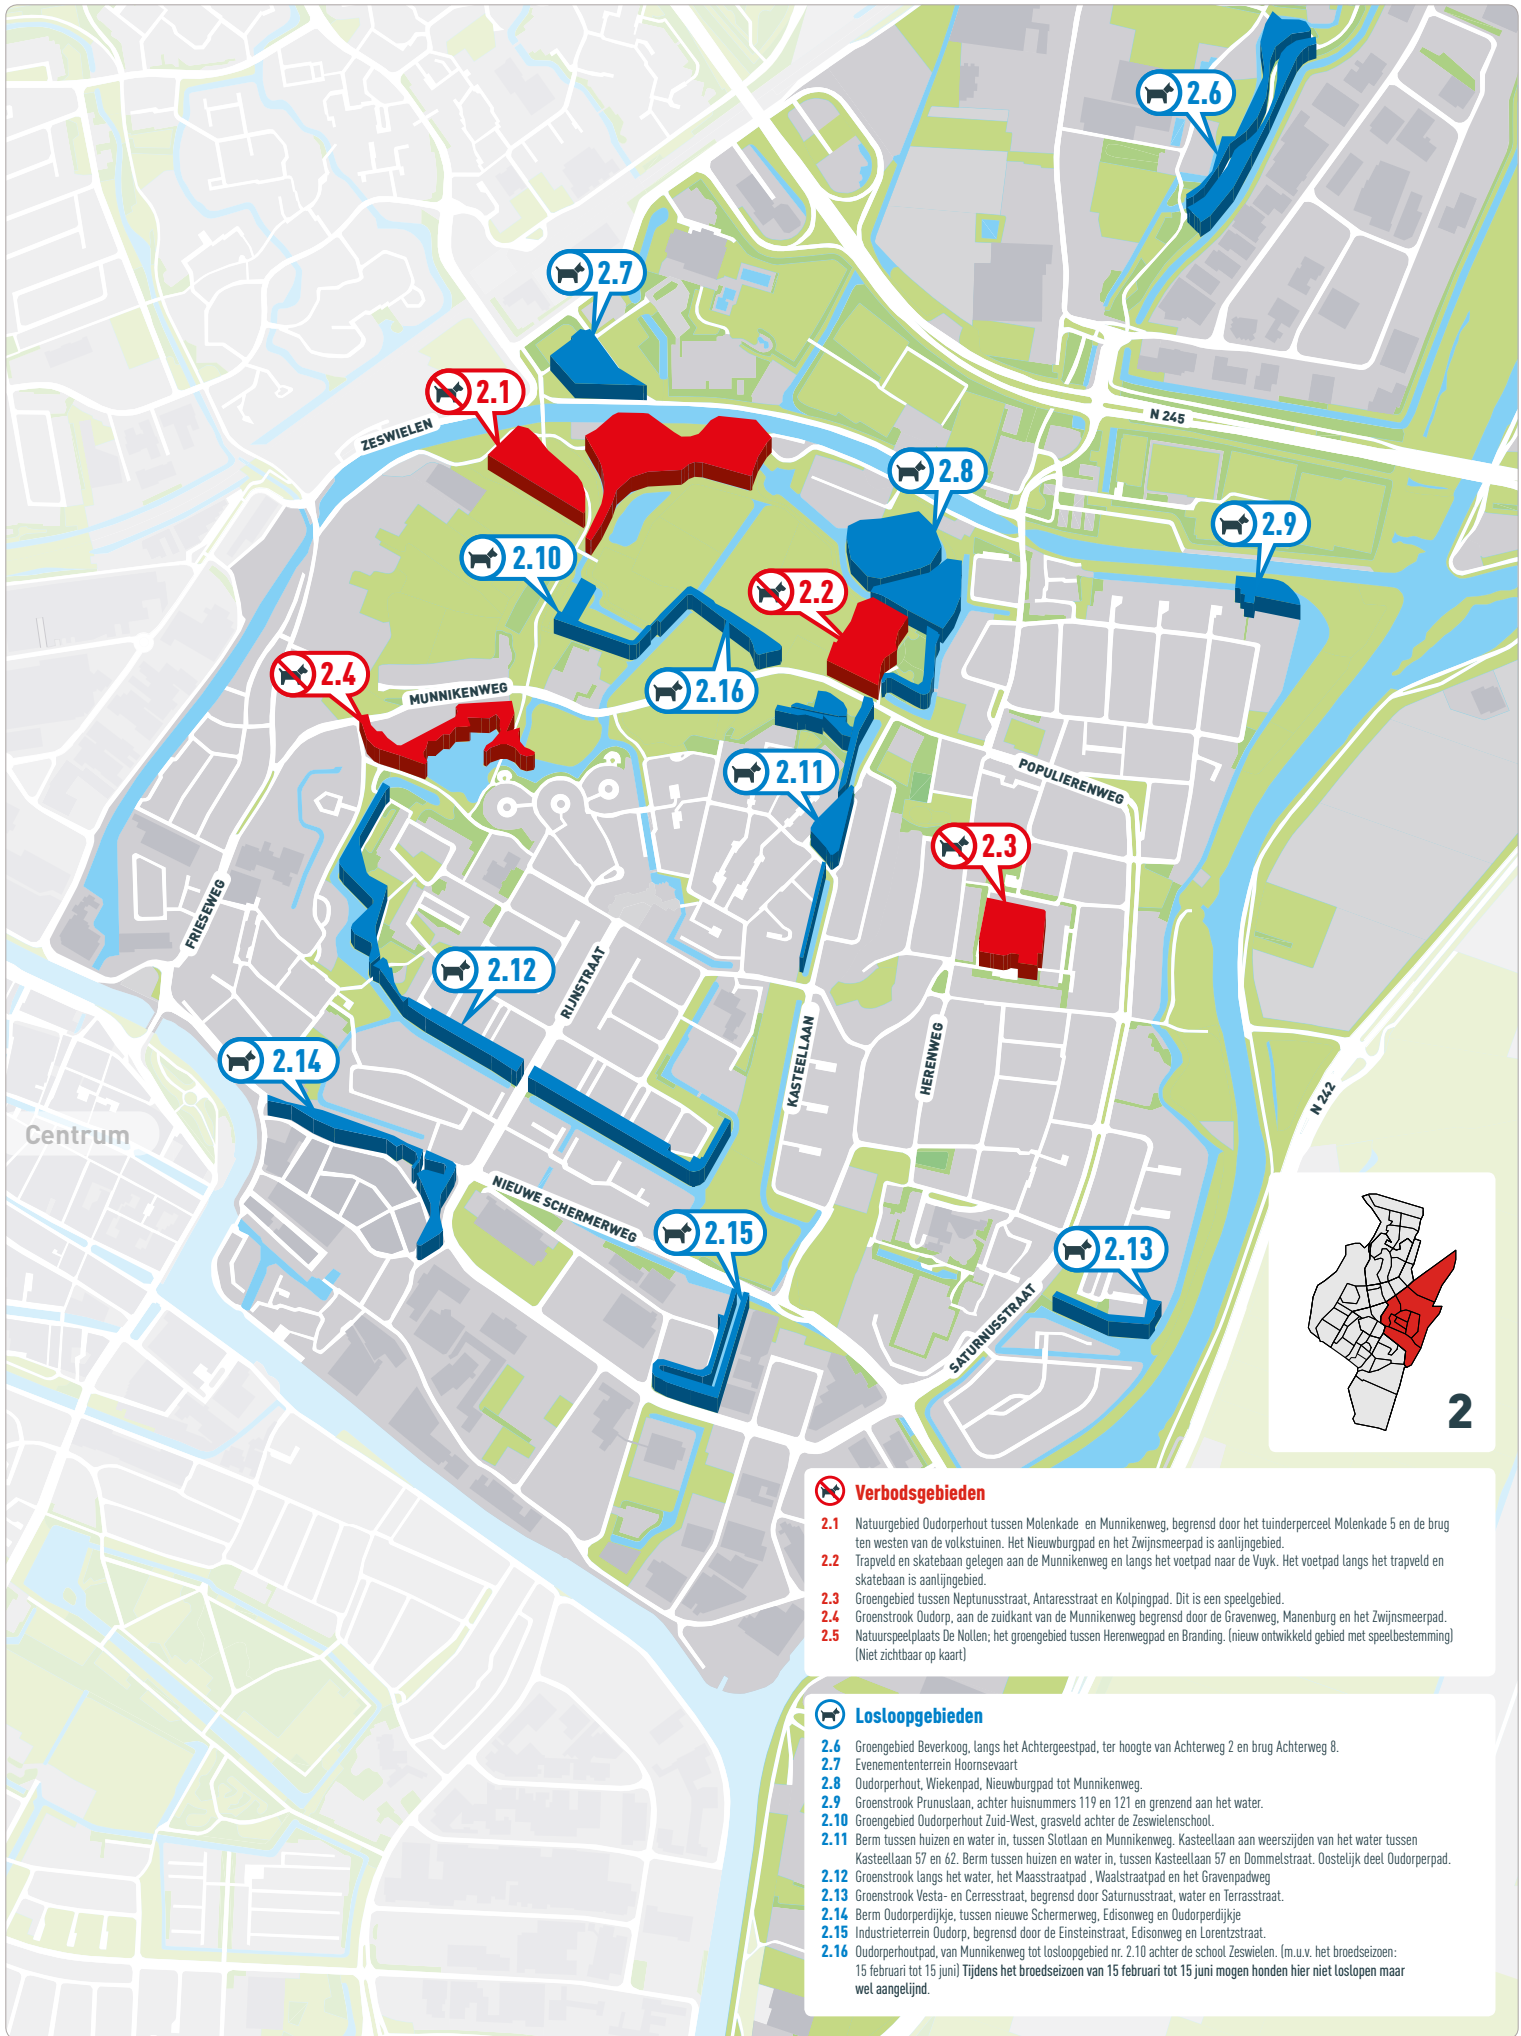 2.6
2.7
2.1
ZESWIELEN
N 245
2.8
2.9
2.10
2.2
2.4
MUNNIKENWEG
2.16
2.11
POPULIERENWEG
2.3
FRIESEWEG
2.12
RIJNSTRAAT
KASTEELLAAN
HERENWEG
2.14
N 242
Centrum
NIEUWE SCHERMERWEG
2.15
2.13
SATURNUSSTRAAT
2
Verbodsgebieden
2.1 Natuurgebied Oudorperhout tussen Molenkade en Munnikenweg, begrensd door het tuinderperceel Molenkade 5 en de brug
ten westen van de volkstuinen. Het Nieuwburgpad en het Zwijnsmeerpad is aanlijngebied.
2.2 Trapveld en skatebaan gelegen aan de Munnikenweg en langs het voetpad naar de Vuyk. Het voetpad langs het trapveld en
skatebaan is aanlijngebied.
2.3 Groengebied tussen Neptunusstraat, Antaresstraat en Kolpingpad. Dit is een speelgebied.
2.4 Groenstrook Oudorp, aan de zuidkant van de Munnikenweg begrensd door de Gravenweg, Manenburg en het Zwijnsmeerpad.
2.5 Natuurspeelplaats De Nollen; het groengebied tussen Herenwegpad en Branding. (nieuw ontwikkeld gebied met speelbestemming)
(Niet zichtbaar op kaart)
Losloopgebieden
2.6 Groengebied Beverkoog, langs het Achtergeestpad, ter hoogte van Achterweg 2 en brug Achterweg 8.
2.7 Evenemententerrein Hoornsevaart
2.8 Oudorperhout, Wiekenpad, Nieuwburgpad tot Munnikenweg.
2.9 Groenstrook Prunuslaan, achter huisnummers 119 en 121 en grenzend aan het water.
2.10 Groengebied Oudorperhout Zuid-West, grasveld achter de Zeswielenschool.
2.11 Berm tussen huizen en water in, tussen Slotlaan en Munnikenweg. Kasteellaan aan weerszijden van het water tussen
Kasteellaan 57 en 62. Berm tussen huizen en water in, tussen Kasteellaan 57 en Dommelstraat. Oostelijk deel Oudorperpad.
2.12 Groenstrook langs het water, het Maasstraatpad , Waalstraatpad en het Gravenpadweg
2.13 Groenstrook Vesta- en Cerresstraat, begrensd door Saturnusstraat, water en Terrasstraat.
2.14 Berm Oudorperdijkje, tussen nieuwe Schermerweg, Edisonweg en Oudorperdijkje
2.15 Industrieterrein Oudorp, begrensd door de Einsteinstraat, Edisonweg en Lorentzstraat.
2.16 Oudorperhoutpad, van Munnikenweg tot losloopgebied nr. 2.10 achter de school Zeswielen. (m.u.v. het broedseizoen:
15 februari tot 15 juni) Tijdens het broedseizoen van 15 februari tot 15 juni mogen honden hier niet loslopen maar
wel aangelijnd.